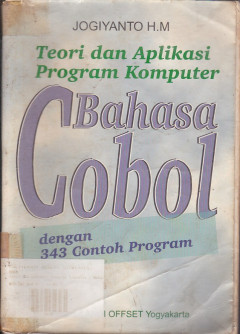 JOGIYANTO H.M
Teori dan Aplikasi
Program Komputer
Bahasa
Cobol
dengan
343 Contoh Program
I OFFSET Yogyakarta